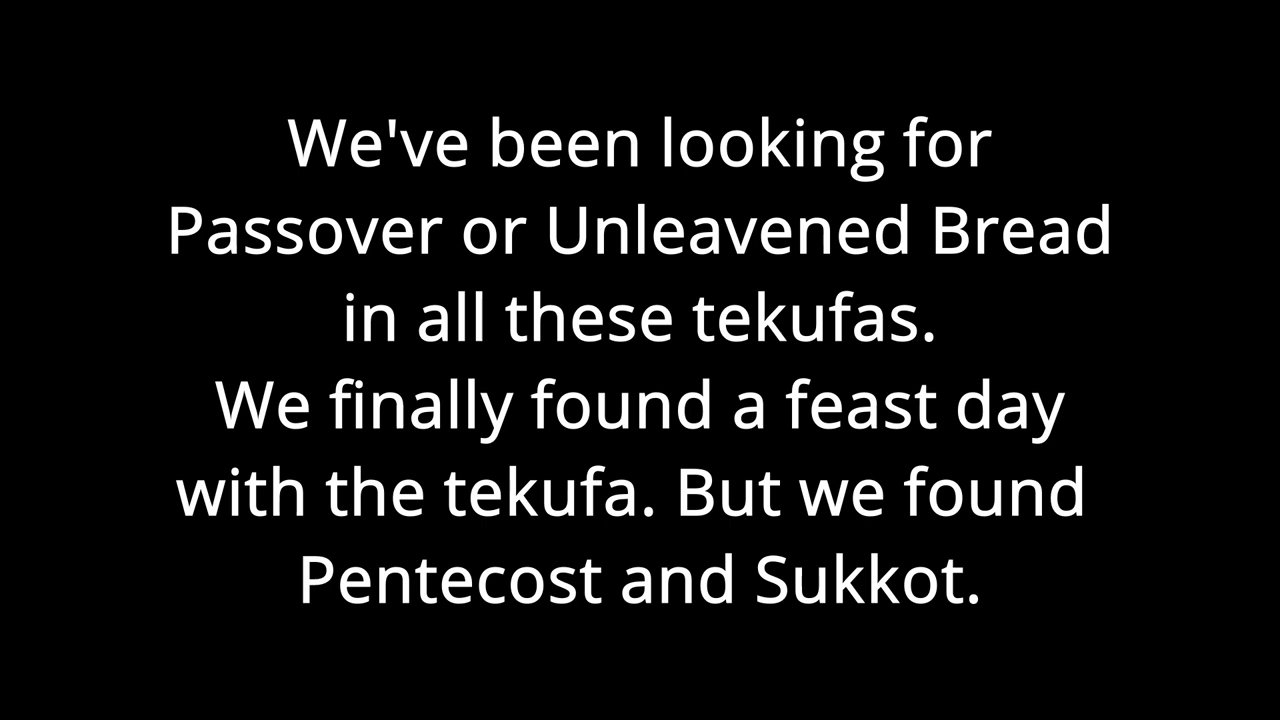 We've been looking for
Passover or Unleavened Bread
in all these tekufas.
We finally found a feast day
with the tekufa. But we found
Pentecost and Sukkot.